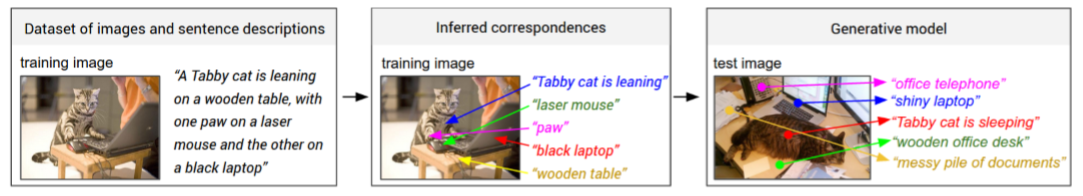 Dataset of images and sentence descriptions
training image
“A Tabby cat is leaning
on a wooden table, with
one paw on a laser
mouse and the other on
a black laptop”
Inferred correspondences
training image
“Tabby cat is leaning”
“laser mouse”
“paw”
“black laptop”
“wooden table”
Generative model
test image
“office telephone”
“shiny laptop”
“Tabby cat is sleeping”
“wooden office desk”
“messy pile of documents”